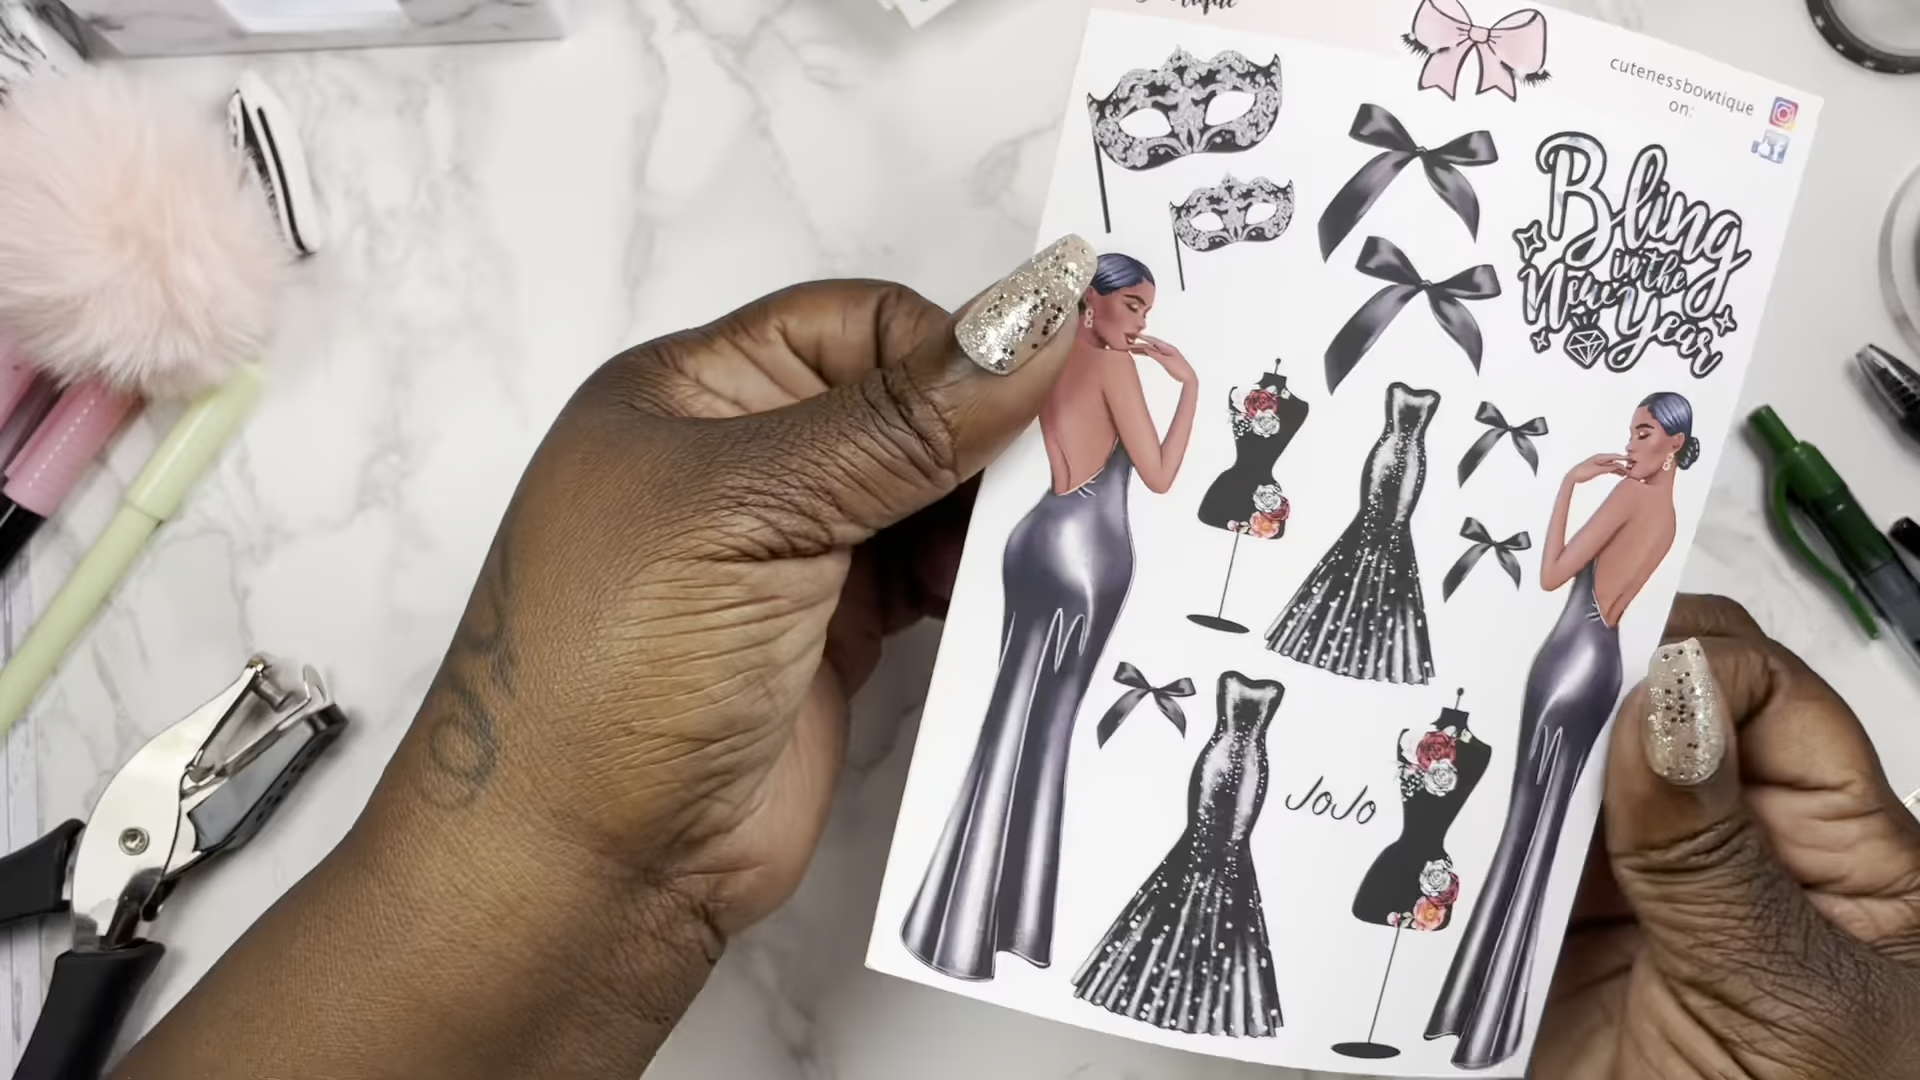 cutenessbowtique
on:
Bling
in the
New Year
JoJo